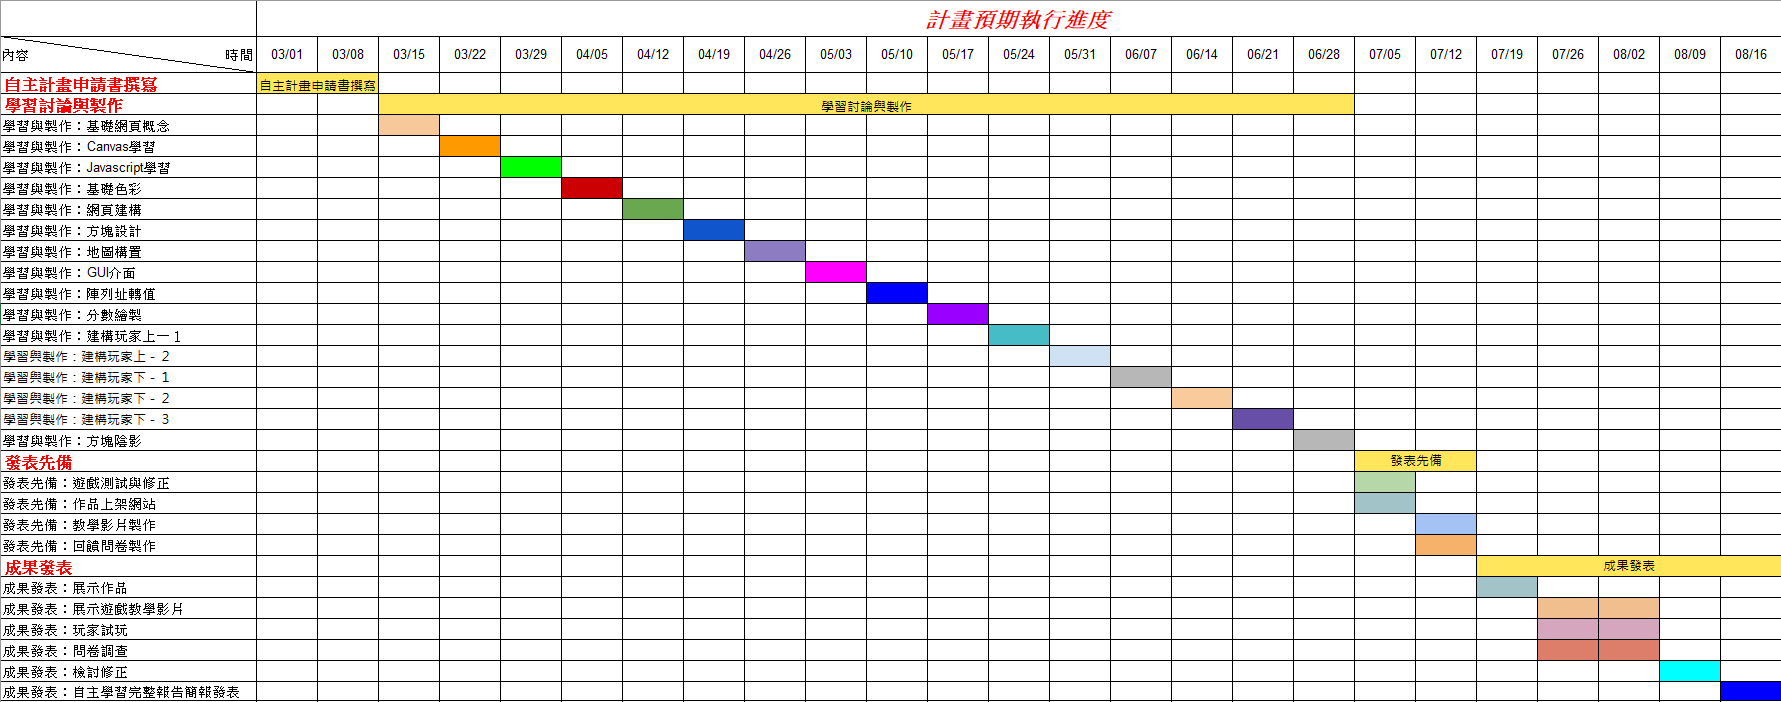 計畫預期執行進度
內容 時間 03/01 03/08 03/15 03/22 03/29 04/05 04/12 04/19 04/26 05/03 05/10 05/17 05/24 05/31 06/07 06/14 06/21 06/28 07/05 07/12 07/19 07/26 08/02 08/09 08/16
自主計畫申請書撰寫 自主計畫申請書撰寫
學習討論與製作 學習討論與製作
學習與製作：基礎網頁概念
學習與製作：Canvas學習
學習與製作：Javascript學習
學習與製作：基礎色彩
學習與製作：網頁建構
學習與製作：方塊設計
學習與製作：地圖構置
學習與製作：GUI介面
學習與製作：陣列址轉值
學習與製作：分數繪製
學習與製作：建構玩家上－1
學習與製作：建構玩家上－2
學習與製作：建構玩家下－1
學習與製作：建構玩家下－2
學習與製作：建構玩家下－3
學習與製作：方塊陰影
發表先備 發表先備
發表先備：遊戲測試與修正
發表先備：作品上架網站
發表先備：教學影片製作
發表先備：回饋問卷製作
成果發表 成果發表
成果發表：展示作品
成果發表：展示遊戲教學影片
成果發表：玩家試玩
成果發表：問卷調查
成果發表：檢討修正
成果發表：自主學習完整報告簡報發表